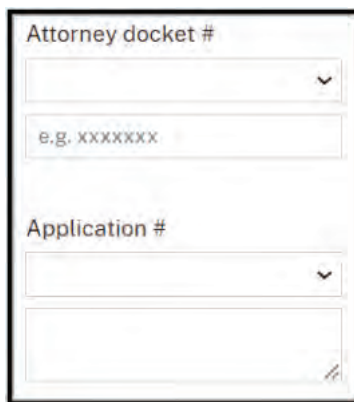 Attorney docket #
e.g. xxxxxxx
Application #